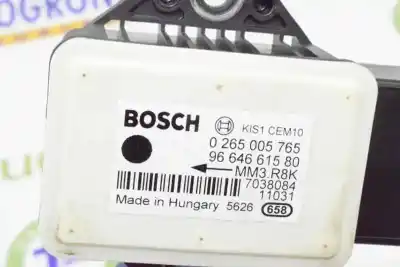 BOSCH KiS1 CEM10
0 265 005 765
96 646 615 80
MM3.R8K
7038084
11031
Made in Hungary 5626 658